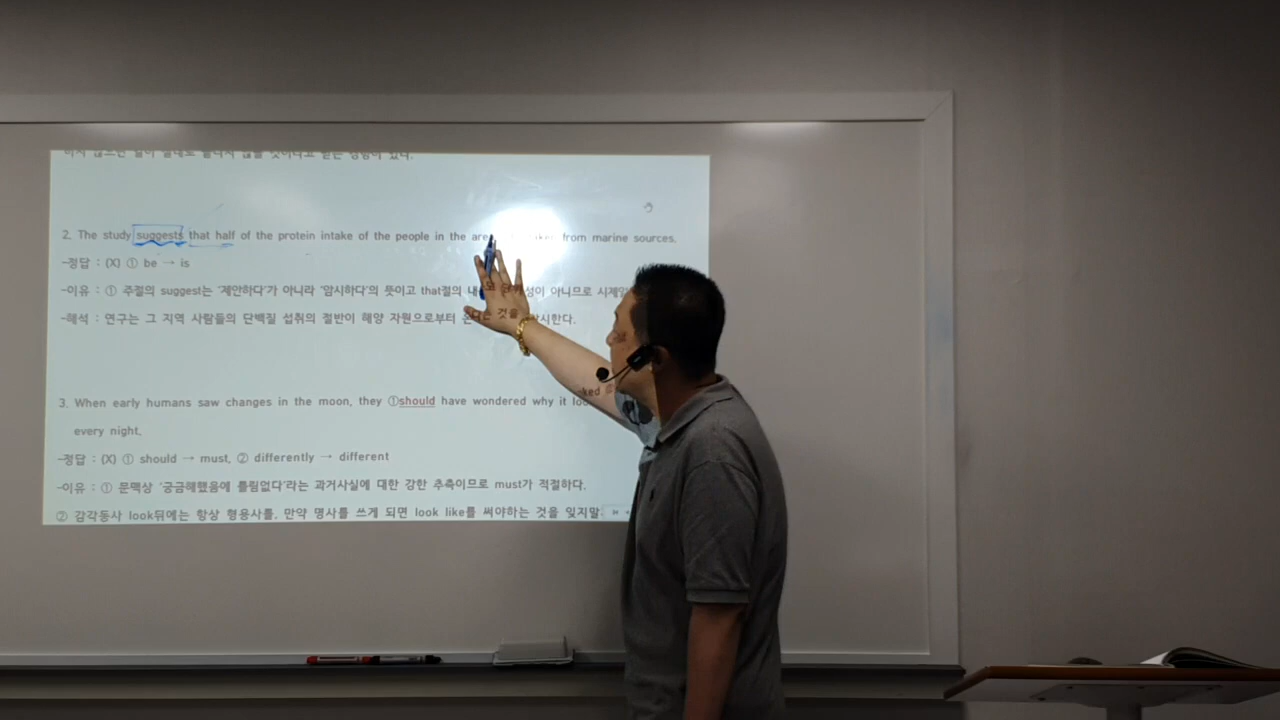 2. The study suggests that half of the protein intake of the people in the are from marine sources.
-정답 : (X) ① be → is
-이유 : ① 주절의 suggest는 '제안하다'가 아니라 '암시하다'의 뜻이고 that절의 성이 아니므로 시제
-해석 : 연구는 그 지역 사람들의 단백질 섭취의 절반이 해양 자원으로부터 온다는 것을 암시한다.
3. When early humans saw changes in the moon, they ①should have wondered why it ked
every night.
-정답 : (X) ① should → must, ② differently → different
-이유 : ① 문맥상 '궁금해했음에 틀림없다'라는 과거사실에 대한 강한 추측이므로 must가 적절하다.
② 감각동사 look뒤에는 항상 형용사를. 만약 명사를 쓰게 되면 look like를 써야하는 것을 잊지말